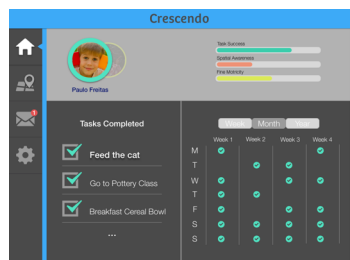 Crescendo
Task Success
Spatial Awareness
Fine Motricity
Paulo Freitas
1
Tasks Completed
Feed the cat
Go to Pottery Class
Breakfast Cereal Bowl
...
Week Month Year
Week 1 Week 2 Week 3 Week 4
M
T
W
T
F
S
S